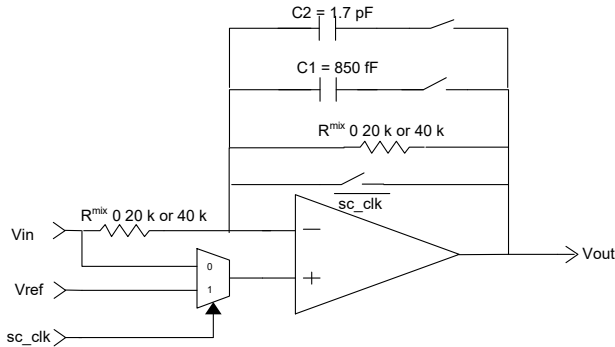 C2 = 1.7 pF
C1 = 850 fF
R^mix 0 20 k or 40 k
sc_clk
R^mix 0 20 k or 40 k
Vin
−
0
+
Vref
1
Vout
sc_clk